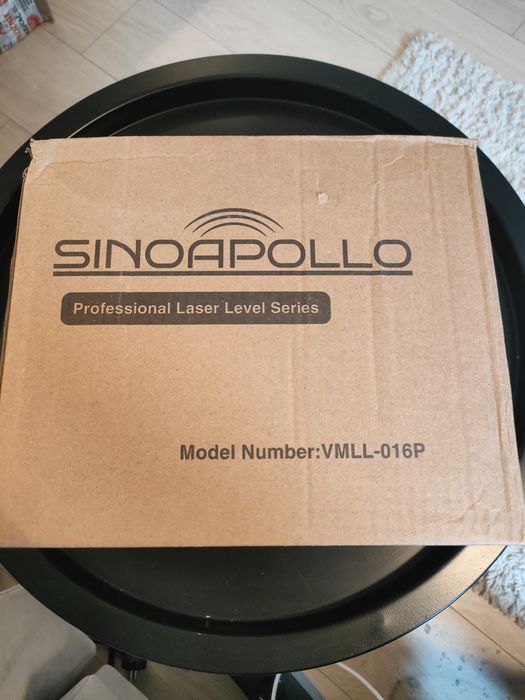 SINOAPOLLO
Professional Laser Level Series
Model Number:VMLL-016P